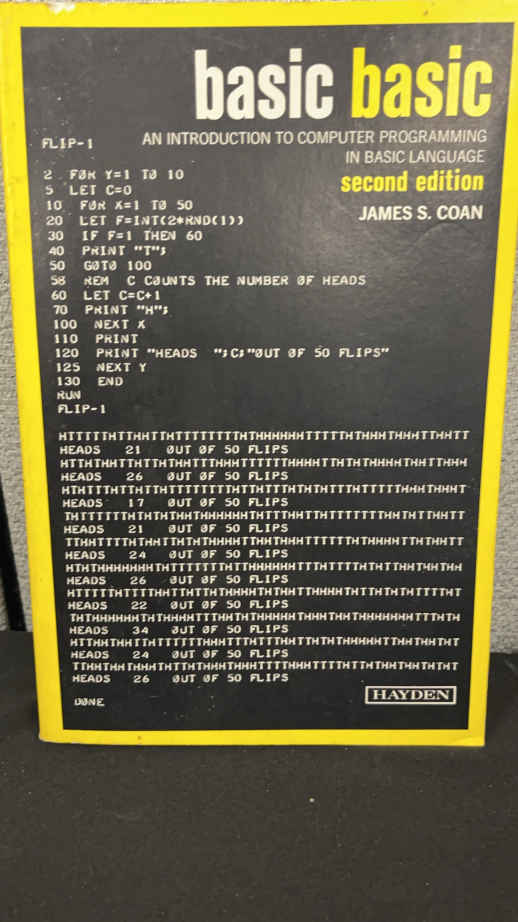 basic basic
AN INTRODUCTION TO COMPUTER PROGRAMMING
IN BASIC LANGUAGE
second edition
JAMES S. COAN
FLIP-1
2 FØR Y=1 TØ 10
5 LET C=0
10 FØR X=1 TØ 50
20 LET F=INT(2*RND(1))
30 IF F=1 THEN 60
40 PRINT "T";
50 GØTØ 100
58 REM C CØUNTS THE NUMBER ØF HEADS
60 LET C=C+1
70 PRINT "H";
100 NEXT X
110 PRINT
120 PRINT "HEADS ";C;"ØUT ØF 50 FLIPS"
125 NEXT Y
130 END
RUN
FLIP-1
HEADS 21 ØUT ØF 50 FLIPS
HEADS 26 ØUT ØF 50 FLIPS
HEADS 17 ØUT ØF 50 FLIPS
HEADS 21 ØUT ØF 50 FLIPS
HEADS 24 ØUT ØF 50 FLIPS
HEADS 26 ØUT ØF 50 FLIPS
HEADS 22 ØUT ØF 50 FLIPS
HEADS 34 ØUT ØF 50 FLIPS
HEADS 24 ØUT ØF 50 FLIPS
HEADS 26 ØUT ØF 50 FLIPS
DØNE
HAYDEN